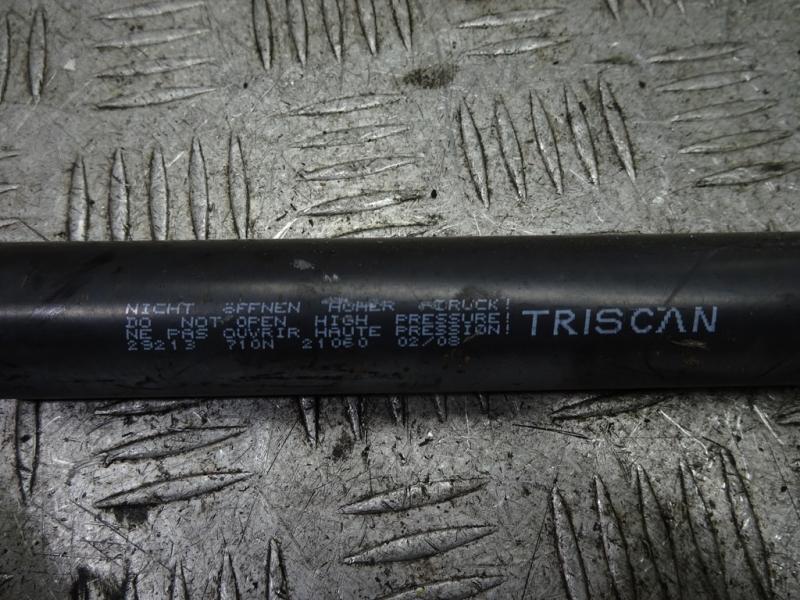 NICHT ÖFFNEN HOHER DRUCK!
DO NOT OPEN HIGH PRESSURE!
NE PAS OUVRIR HAUTE PRESSION!
29213 710N 21060 02/08
TRISCAN